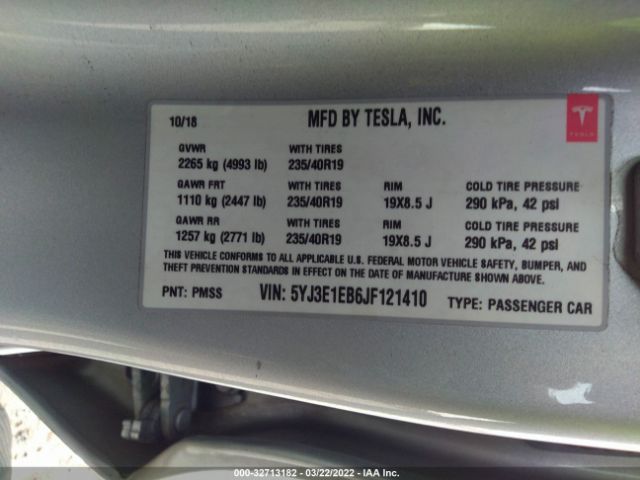 10/18 MFD BY TESLA, INC.
TESLA
GVWR WITH TIRES
2265 kg (4993 lb) 235/40R19
GAWR FRT WITH TIRES RIM COLD TIRE PRESSURE
1110 kg (2447 lb) 235/40R19 19X8.5 J 290 kPa, 42 psi
GAWR RR WITH TIRES RIM COLD TIRE PRESSURE
1257 kg (2771 lb) 235/40R19 19X8.5 J 290 kPa, 42 psi
THIS VEHICLE CONFORMS TO ALL APPLICABLE U.S. FEDERAL MOTOR VEHICLE SAFETY, BUMPER, AND
THEFT PREVENTION STANDARDS IN EFFECT ON THE DATE OF MANUFACTURE SHOWN ABOVE.
PNT: PMSS VIN: 5YJ3E1EB6JF121410 TYPE: PASSENGER CAR
000-32713182 - 03/22/2022 - IAA Inc.